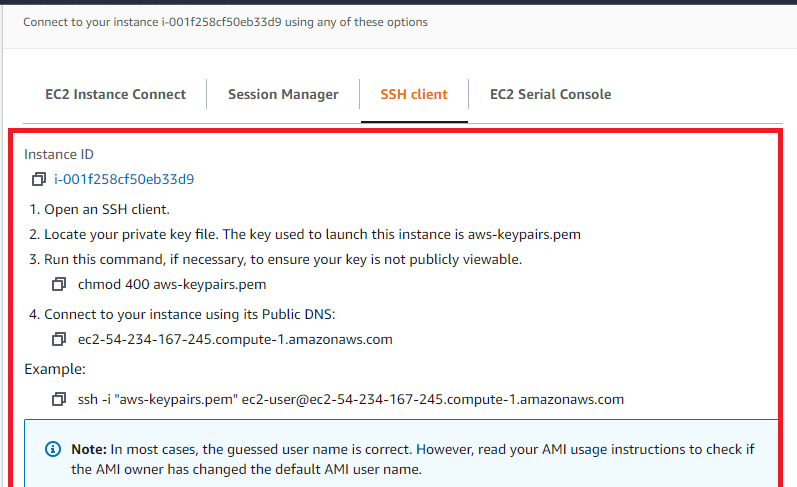 Connect to your instance i-001f258cf50eb33d9 using any of these options
EC2 Instance Connect Session Manager SSH client EC2 Serial Console
Instance ID
i-001f258cf50eb33d9
1. Open an SSH client.
2. Locate your private key file. The key used to launch this instance is aws-keypairs.pem
3. Run this command, if necessary, to ensure your key is not publicly viewable.
chmod 400 aws-keypairs.pem
4. Connect to your instance using its Public DNS:
ec2-54-234-167-245.compute-1.amazonaws.com
Example:
ssh -i "aws-keypairs.pem" ec2-user@ec2-54-234-167-245.compute-1.amazonaws.com
Note: In most cases, the guessed user name is correct. However, read your AMI usage instructions to check if
the AMI owner has changed the default AMI user name.